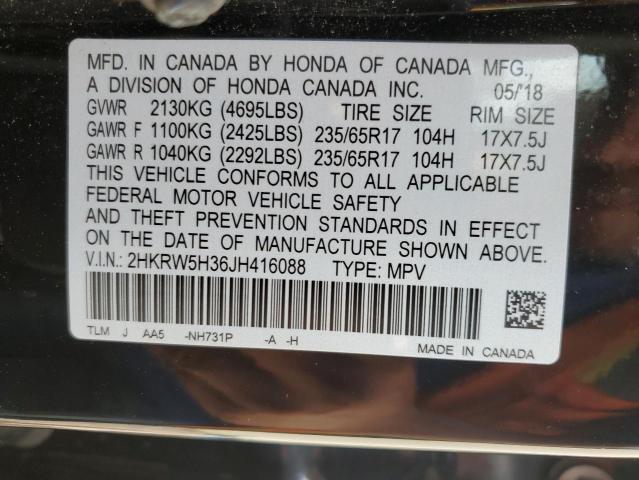 MFD. IN CANADA BY HONDA OF CANADA MFG.,
A DIVISION OF HONDA CANADA INC. 05/'18
GVWR 2130KG (4695LBS) TIRE SIZE RIM SIZE
GAWR F 1100KG (2425LBS) 235/65R17 104H 17X7.5J
GAWR R 1040KG (2292LBS) 235/65R17 104H 17X7.5J
THIS VEHICLE CONFORMS TO ALL APPLICABLE
FEDERAL MOTOR VEHICLE SAFETY
AND THEFT PREVENTION STANDARDS IN EFFECT
ON THE DATE OF MANUFACTURE SHOWN ABOVE.
V.I.N.: 2HKRW5H36JH416088 TYPE: MPV
TLM J AA5 -NH731P -A -H
MADE IN CANADA